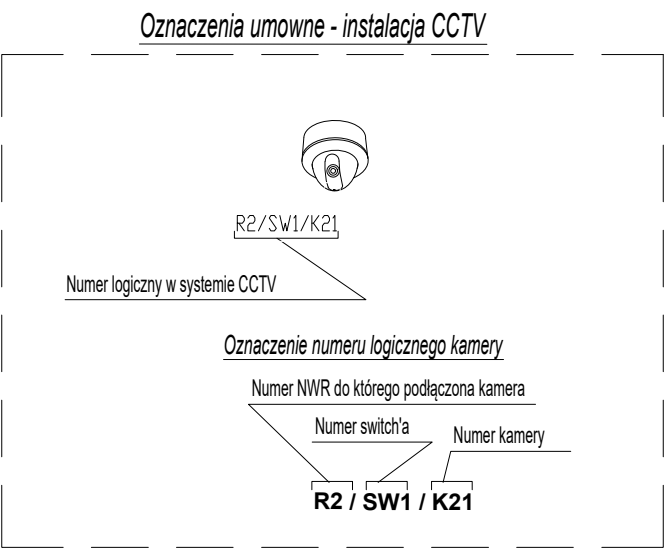 Oznaczenia umowne - instalacja CCTV
R2/SW1/K21
Numer logiczny w systemie CCTV
Oznaczenie numeru logicznego kamery
Numer NWR do którego podłączona kamera
Numer switch'a
Numer kamery
R2 / SW1 / K21